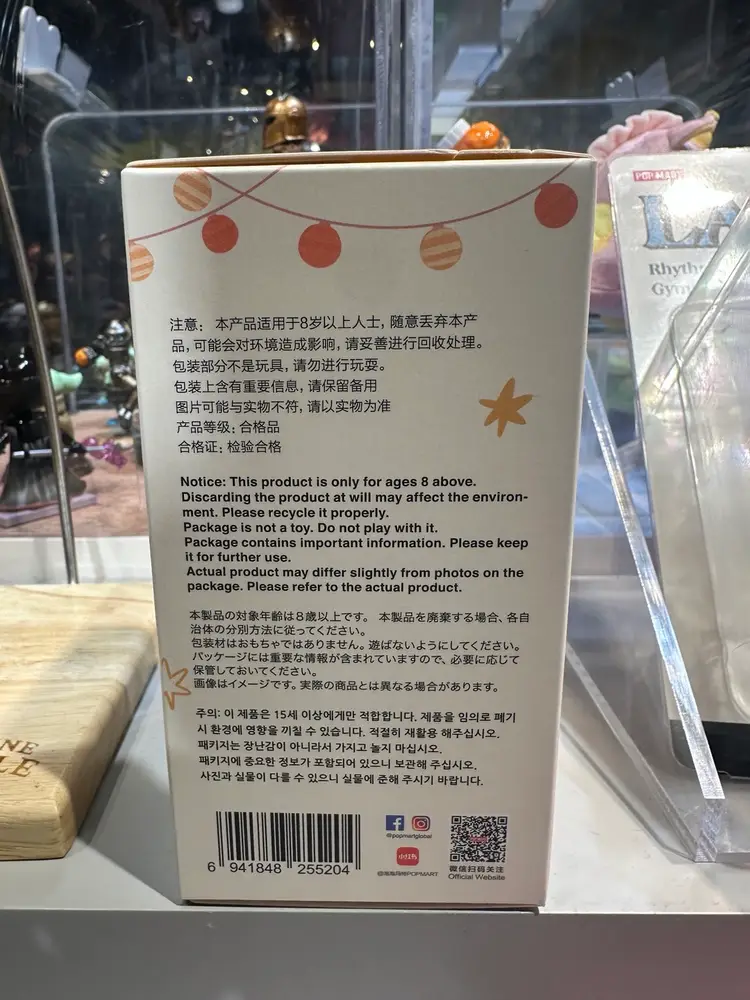 注意：本产品适用于8岁以上人士，随意丢弃本产
品，可能会对环境造成影响，请妥善进行回收处理。
包装部分不是玩具，请勿进行玩耍。
包装上含有重要信息，请保留备用
图片可能与实物不符，请以实物为准
产品等级：合格品
合格证：检验合格
Notice: This product is only for ages 8 above.
Discarding the product at will may affect the environ-
ment. Please recycle it properly.
Package is not a toy. Do not play with it.
Package contains important information. Please keep
it for further use.
Actual product may differ slightly from photos on the
package. Please refer to the actual product.
本製品の対象年齢は8歳以上です。 本製品を廃棄する場合、各自
治体の分別方法に従ってください。
包装材はおもちゃではありません。遊ばないようにしてください。
パッケージには重要な情報が含まれていますので、必要に応じて
保管しておいてください。
画像はイメージです。実際の商品とは異なる場合があります。
주의: 이 제품은 15세 이상에게만 적합합니다. 제품을 임의로 폐기
시 환경에 영향을 끼칠 수 있습니다. 적절히 재활용 해주십시오.
패키지는 장난감이 아니라서 가지고 놀지 마십시오.
패키지에 중요한 정보가 포함되어 있으니 보관해 주십시오.
사진과 실물이 다를 수 있으니 실물에 준해 주시기 바랍니다.
6 941848 255204
@popmartglobal
小红书
@泡泡玛特POPMART
微信扫码关注
Official Website
POP MART
LA
Rhyth
Gym
NE
LE